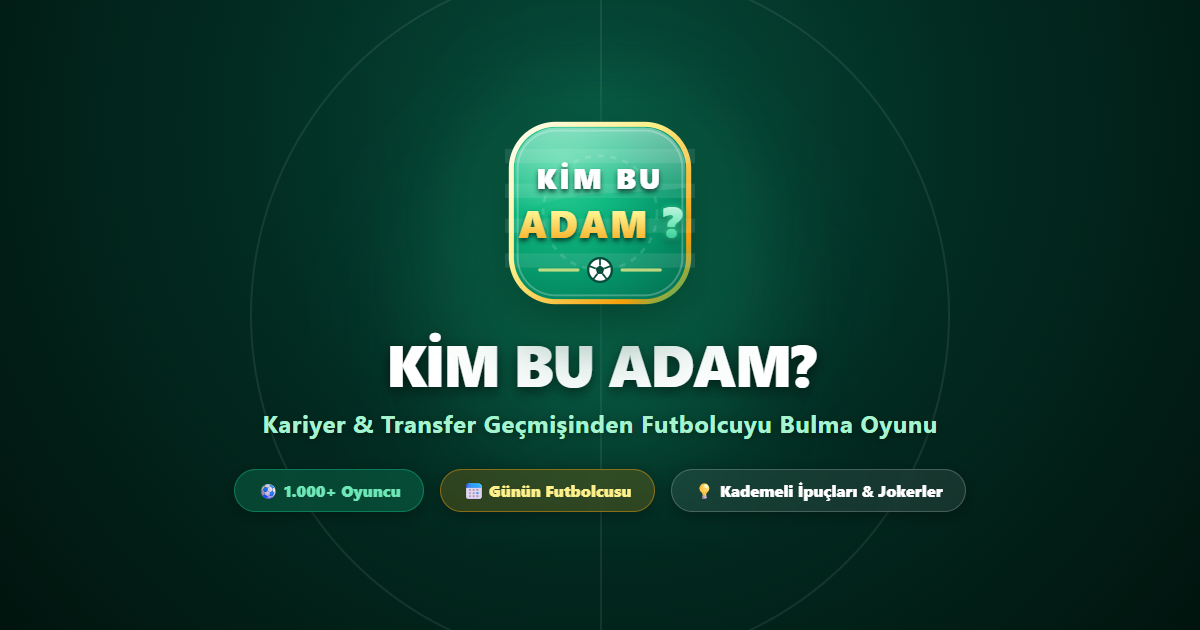 KİM BU
ADAM ?
KİM BU ADAM?
Kariyer & Transfer Geçmişinden Futbolcuyu Bulma Oyunu
1.000+ Oyuncu
Günün Futbolcusu
Kademeli İpuçları & Jokerler